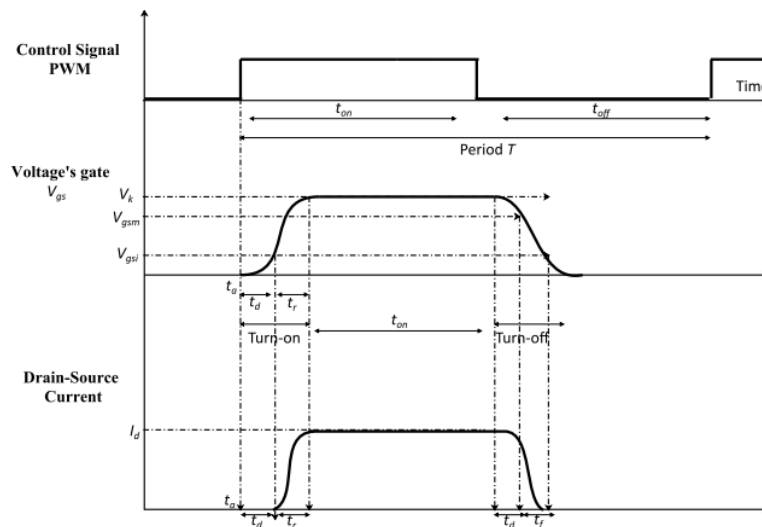 Control Signal
PWM
Time
t_on
t_off
Period T
Voltage's gate
V_gs
V_k
V_gsm
V_gsi
t_a
t_d
t_r
Turn-on
t_on
Turn-off
Drain-Source
Current
I_d
t_a
t_d
t_r
t_d
t_f